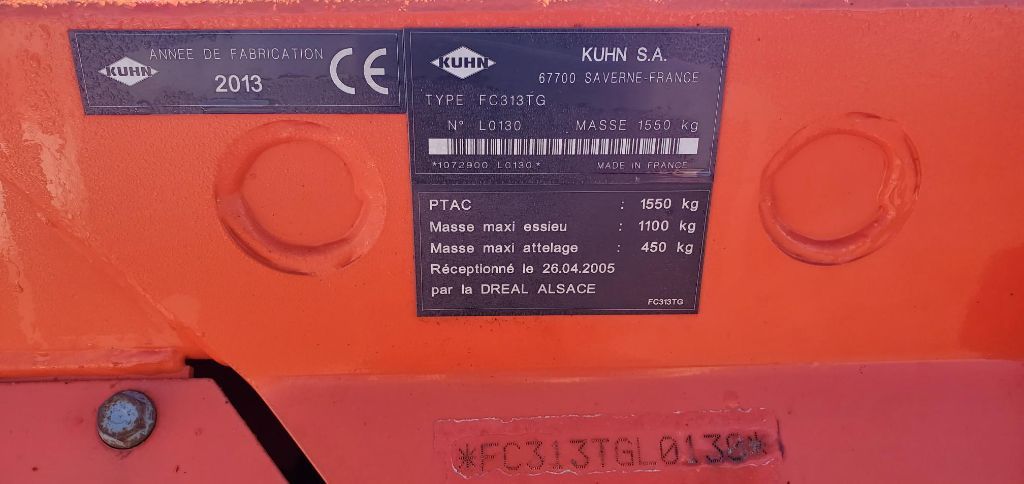 KUHN
ANNEE DE FABRICATION
2013
CE
KUHN
KUHN S.A.
67700 SAVERNE-FRANCE
TYPE FC313TG
N° L0130 MASSE 1550 kg
*1072900 L0130*
MADE IN FRANCE
PTAC : 1550 kg
Masse maxi essieu : 1100 kg
Masse maxi attelage : 450 kg
Réceptionné le 26.04.2005
par la DREAL ALSACE
FC313TG
*FC313TGL0130*